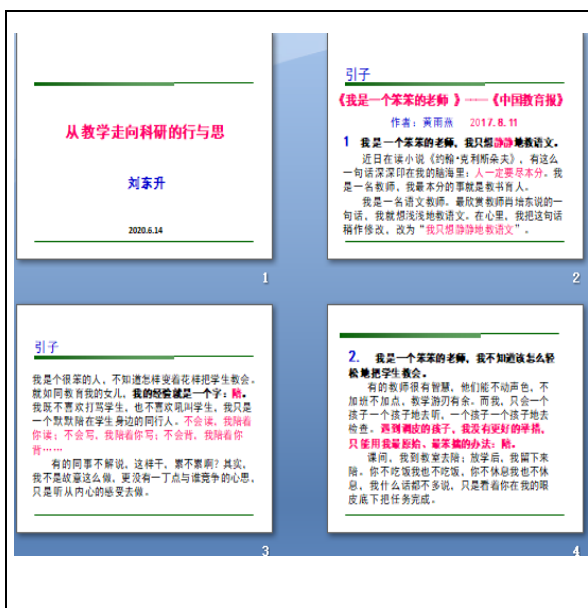 从教学走向科研的行与思
刘东升
2020.6.14
1
引子
《我是一个笨笨的老师 》——《中国教育报》
作者：黄雨燕 2017.8.11
1 我是一个笨笨的老师，我只想静静地教语文。
近日在读小说《约翰•克利斯朵夫》，有这么
一句话深深印在我的脑海里：人一定要尽本分。我
是一名教师，我最本分的事就是教书育人。
我是一名语文教师。最欣赏教师肖培东说的一
句话，我就想浅浅地教语文。在心里，我把这句话
稍作修改，改为“我只想静静地教语文”。
2
引子
我是个很笨的人，不知道怎样变着花样把学生教会。
就如同教育我的女儿，我的经验就是一个字：陪。
我既不喜欢打骂学生，也不喜欢吼叫学生，我只是
一个默默陪在学生身边的同行人。不会读，我陪着
你读；不会写，我陪着你写；不会背，我陪着你
背……
有的同事不解说，这样干，累不累啊？其实，
我不是故意这么做，更没有一丁点与谁竞争的心思，
只是听从内心的感受去做。
3
2. 我是一个笨笨的老师，我不知道该怎么轻
松地把学生教会。
有的教师很有智慧，他们能不动声色，不
加班不加点，教学游刃有余。而我，只会一个
孩子一个孩子地去听，一个孩子一个孩子地去
检查。遇到调皮的孩子，我没有更好的举措，
只能用我最原始、最笨拙的办法：陪。
课间，我到教室去陪；放学后，我留下来
陪。你不吃饭我也不吃饭，你不休息我也不休
息，我什么话都不多说，只是看着你在我的眼
皮底下把任务完成。
4